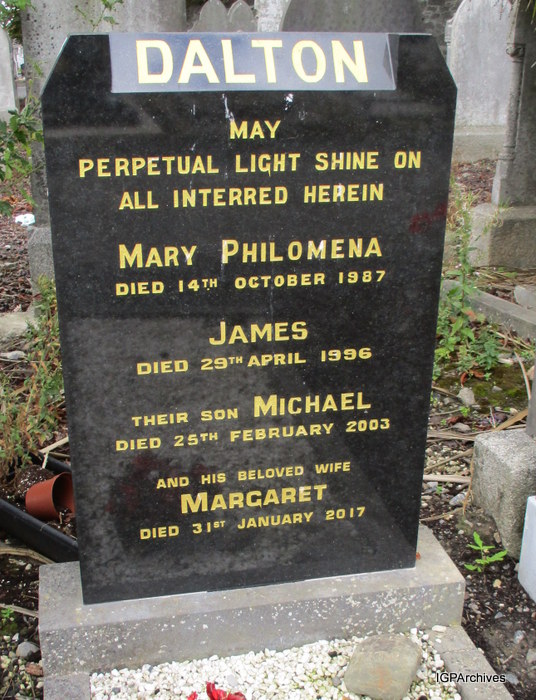 DALTON
MAY
PERPETUAL LIGHT SHINE ON
ALL INTERRED HEREIN
MARY PHILOMENA
DIED 14TH OCTOBER 1987
JAMES
DIED 29TH APRIL 1996
THEIR SON MICHAEL
DIED 25TH FEBRUARY 2003
AND HIS BELOVED WIFE
MARGARET
DIED 31ST JANUARY 2017
IGPArchives